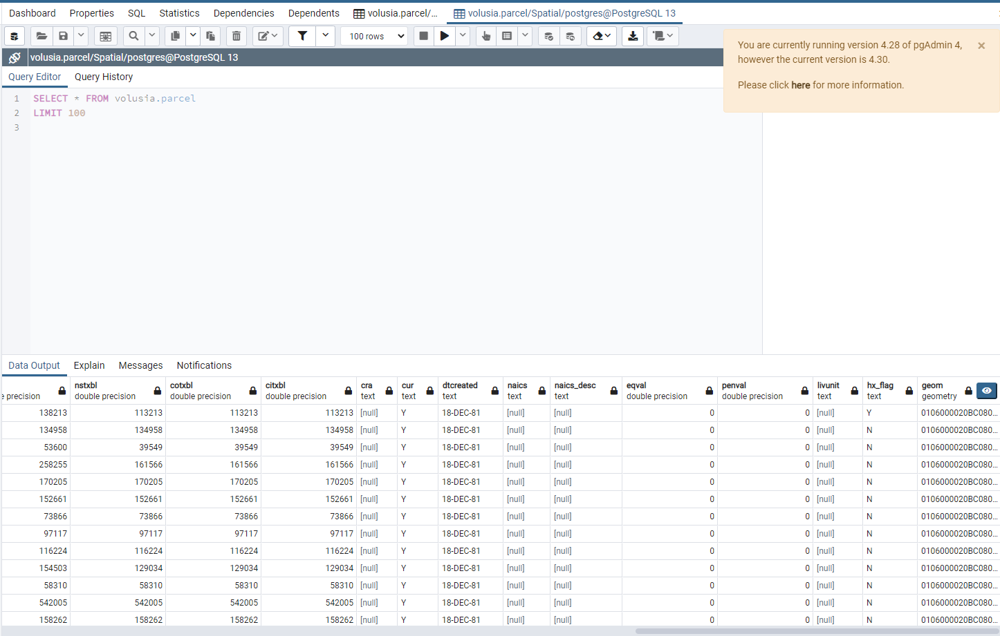 Dashboard Properties SQL Statistics Dependencies Dependents volusia.parcel/... volusia.parcel/Spatial/postgres@PostgreSQL 13
100 rows
You are currently running version 4.28 of pgAdmin 4,
however the current version is 4.30.
Please click here for more information.
volusia.parcel/Spatial/postgres@PostgreSQL 13
Query Editor Query History
1 SELECT * FROM volusia.parcel
2 LIMIT 100
3
Data Output Explain Messages Notifications
nstxbl cotxbl citxbl cra cur dtcreated naics naics_desc eqval penval livunit hx_flag geom
e precision double precision double precision double precision text text text text text double precision double precision text text geometry
138213 113213 113213 113213 [null] Y 18-DEC-81 [null] [null] 0 0 [null] Y 0106000020BC080...
134958 134958 134958 134958 [null] Y 18-DEC-81 [null] [null] 0 0 [null] N 0106000020BC080...
53600 39549 39549 39549 [null] Y 18-DEC-81 [null] [null] 0 0 [null] N 0106000020BC080...
258255 161566 161566 161566 [null] Y 18-DEC-81 [null] [null] 0 0 [null] N 0106000020BC080...
170205 170205 170205 170205 [null] Y 18-DEC-81 [null] [null] 0 0 [null] N 0106000020BC080...
152661 152661 152661 152661 [null] Y 18-DEC-81 [null] [null] 0 0 [null] N 0106000020BC080...
73866 73866 73866 73866 [null] Y 18-DEC-81 [null] [null] 0 0 [null] N 0106000020BC080...
97117 97117 97117 97117 [null] Y 18-DEC-81 [null] [null] 0 0 [null] N 0106000020BC080...
116224 116224 116224 116224 [null] Y 18-DEC-81 [null] [null] 0 0 [null] N 0106000020BC080...
154503 129034 129034 129034 [null] Y 18-DEC-81 [null] [null] 0 0 [null] N 0106000020BC080...
58310 58310 58310 58310 [null] Y 18-DEC-81 [null] [null] 0 0 [null] N 0106000020BC080...
542005 542005 542005 542005 [null] Y 18-DEC-81 [null] [null] 0 0 [null] N 0106000020BC080...
158262 158262 158262 158262 [null] Y 18-DEC-81 [null] [null] 0 0 [null] N 0106000020BC080...